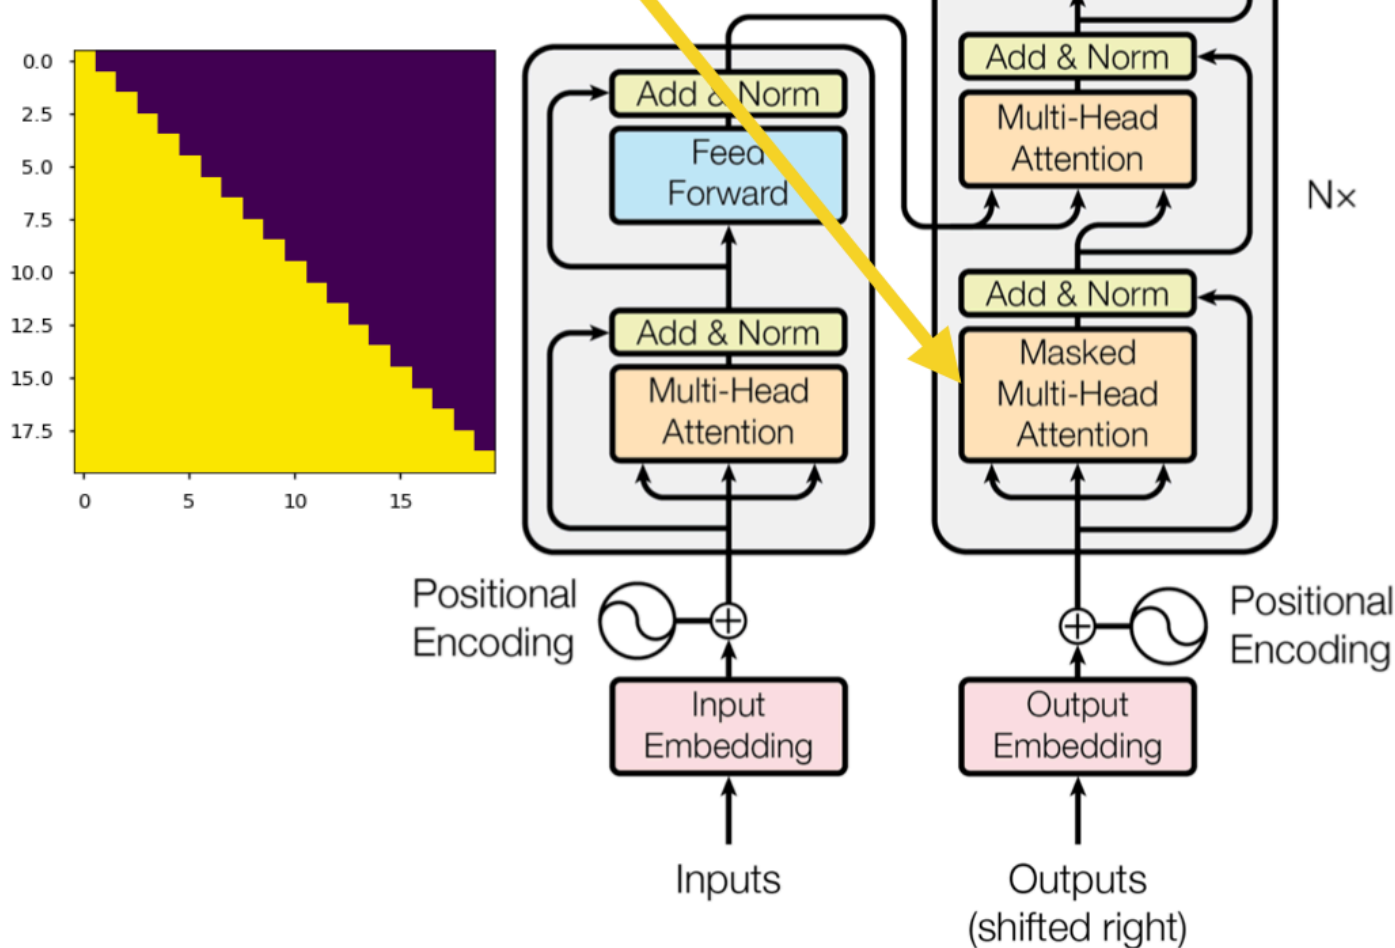 0.0
2.5
5.0
7.5
10.0
12.5
15.0
17.5
0 5 10 15
Add & Norm
Feed
Forward
Add & Norm
Multi-Head
Attention
Positional
Encoding
Input
Embedding
Inputs
Add & Norm
Multi-Head
Attention
N×
Add & Norm
Masked
Multi-Head
Attention
Positional
Encoding
Output
Embedding
Outputs
(shifted right)